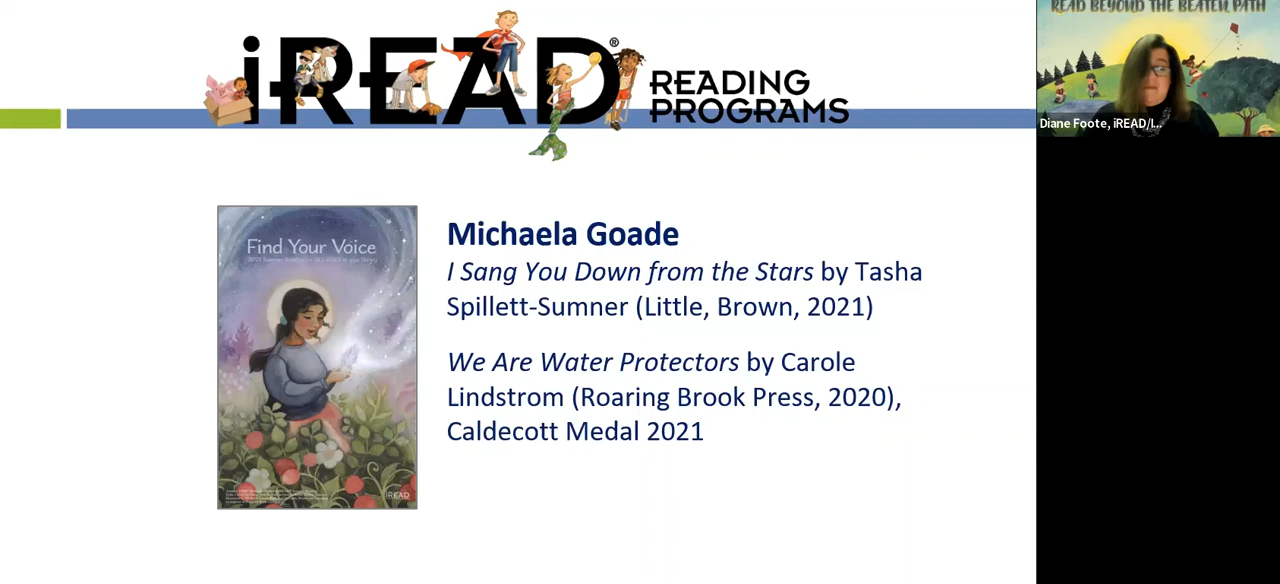 iREAD®
READING
PROGRAMS
READ BEYOND THE BEATEN PATH
Diane Foote, iREAD/I...
Find Your Voice
Michaela Goade
I Sang You Down from the Stars by Tasha
Spillett-Sumner (Little, Brown, 2021)
We Are Water Protectors by Carole
Lindstrom (Roaring Brook Press, 2020),
Caldecott Medal 2021
iREAD